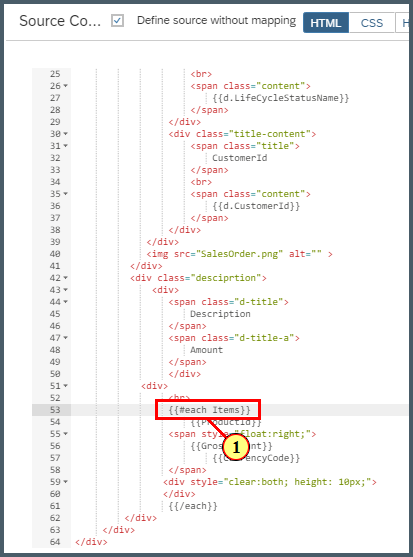 Source Co... Define source without mapping HTML CSS H
25 <br>
26 <span class="content">
27 {{d.LifeCycleStatusName}}
28 </span>
29 </div>
30 <div class="title-content">
31 <span class="title">
32 CustomerId
33 </span>
34 <br>
35 <span class="content">
36 {{d.CustomerId}}
37 </span>
38 </div>
39 </div>
40 <img src="SalesOrder.png" alt="" >
41 </div>
42 <div class="desciprtion">
43 <div>
44 <span class="d-title">
45 Description
46 </span>
47 <span class="d-title-a">
48 Amount
49 </span>
50 </div>
51 <div>
52 <br>
53 {{#each Items}}
54 {{ProductId}}
55 <span style="float:right;">
56 {{Gros
57
58 </span>
59 <div style="clear:both; height: 10px;">
60 </div>
61 {{/each}}
62 </div>
63 </div>
64 </div>
1